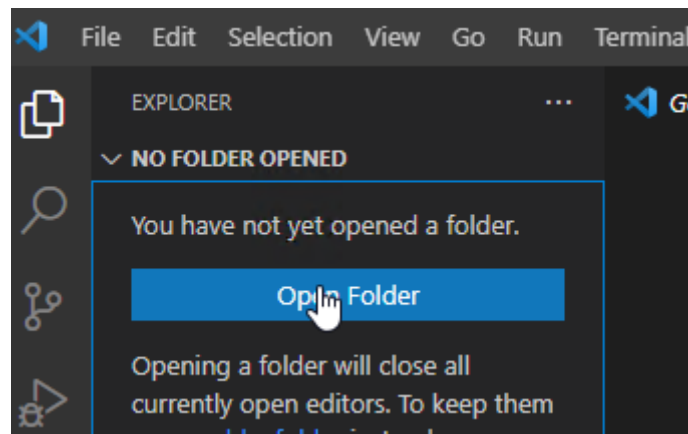 File Edit Selection View Go Run Terminal
EXPLORER ...
NO FOLDER OPENED
You have not yet opened a folder.
Open Folder
Opening a folder will close all
currently open editors. To keep them